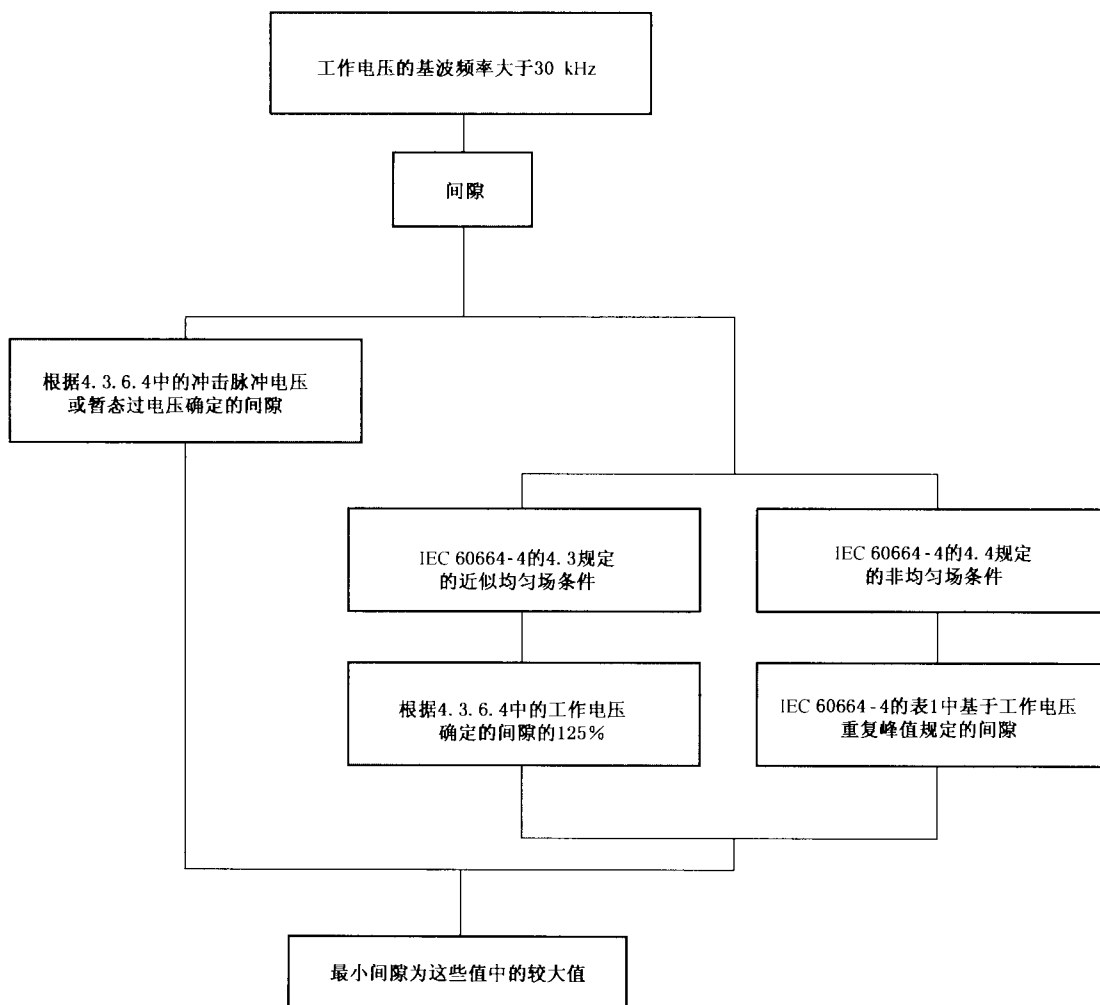 工作电压的基波频率大于30 kHz
间隙
根据4.3.6.4中的冲击脉冲电压
或暂态过电压确定的间隙
IEC 60664-4的4.3规定
的近似均匀场条件
IEC 60664-4的4.4规定
的非均匀场条件
根据4.3.6.4中的工作电压
确定的间隙的125%
IEC 60664-4的表1中基于工作电压
重复峰值规定的间隙
最小间隙为这些值中的较大值